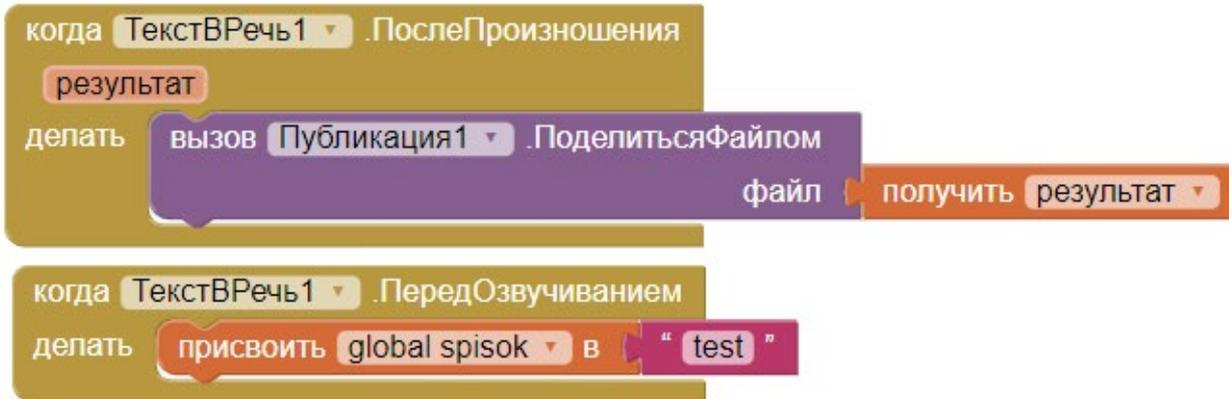 когда ТекстВРечь1 .ПослеПроизношения
результат
делать вызов Публикация1 .ПоделитьсяФайлом
файл получить результат
когда ТекстВРечь1 .ПередОзвучиванием
делать присвоить global spisok в " test "